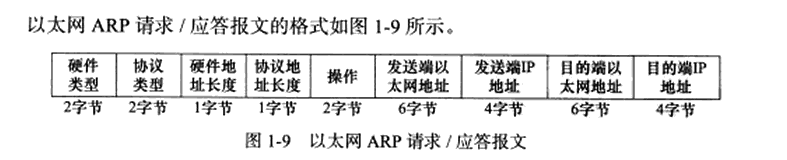 以太网 ARP 请求 / 应答报文的格式如图 1-9 所示。
硬件 协议 硬件地 协议地 操作 发送端以 发送端IP 目的端以 目的端IP
类型 类型 址长度 址长度 太网地址 地址 太网地址 地址
2字节 2字节 1字节 1字节 2字节 6字节 4字节 6字节 4字节
图 1-9 以太网 ARP 请求 / 应答报文